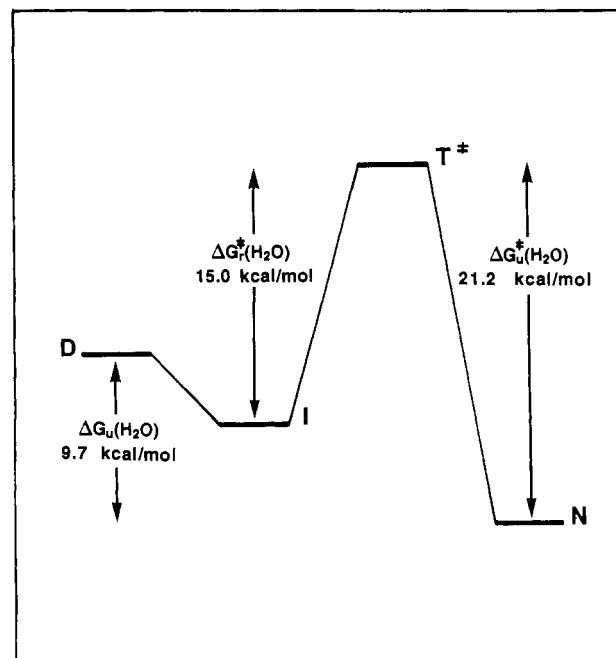 T‡
ΔG‡r(H2O)
15.0 kcal/mol
ΔG‡u(H2O)
21.2 kcal/mol
D
I
ΔGu(H2O)
9.7 kcal/mol
N